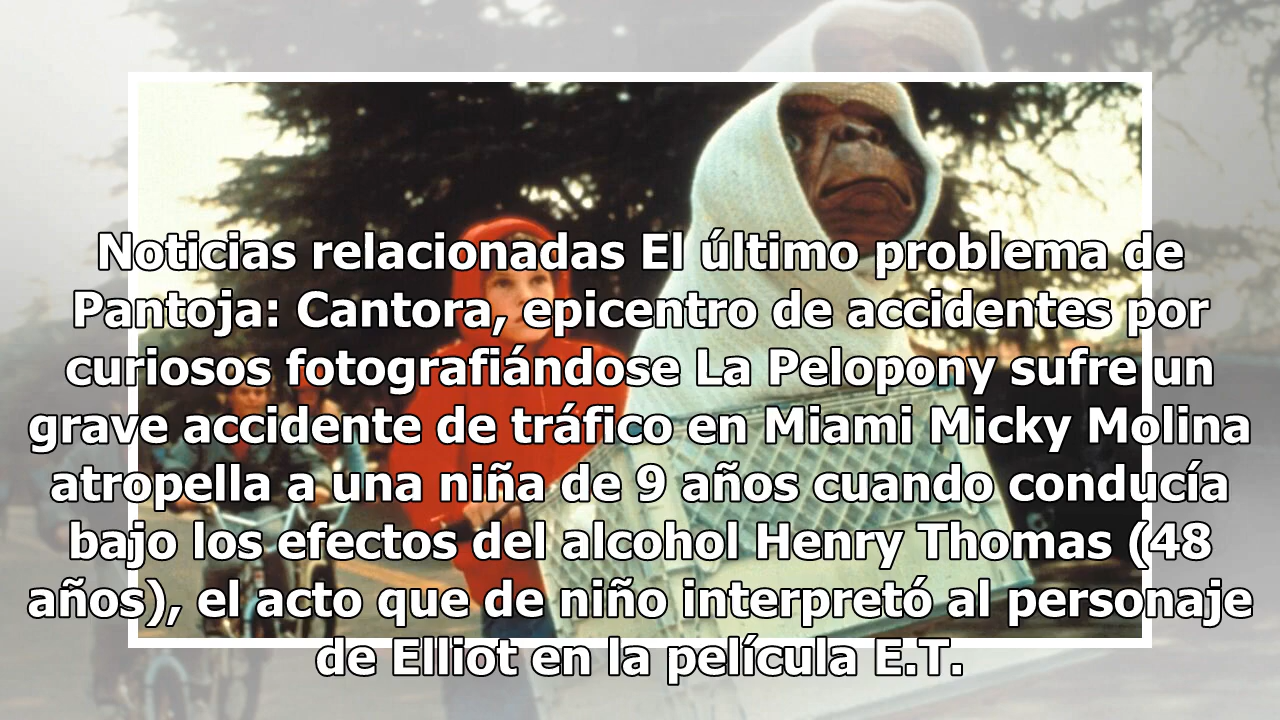 Noticias relacionadas El último problema de
Pantoja: Cantora, epicentro de accidentes por
curiosos fotografiándose La Pelopony sufre un
grave accidente de tráfico en Miami Micky Molina
atropella a una niña de 9 años cuando conducía
bajo los efectos del alcohol Henry Thomas (48
años), el acto que de niño interpretó al personaje
de Elliot en la película E.T.